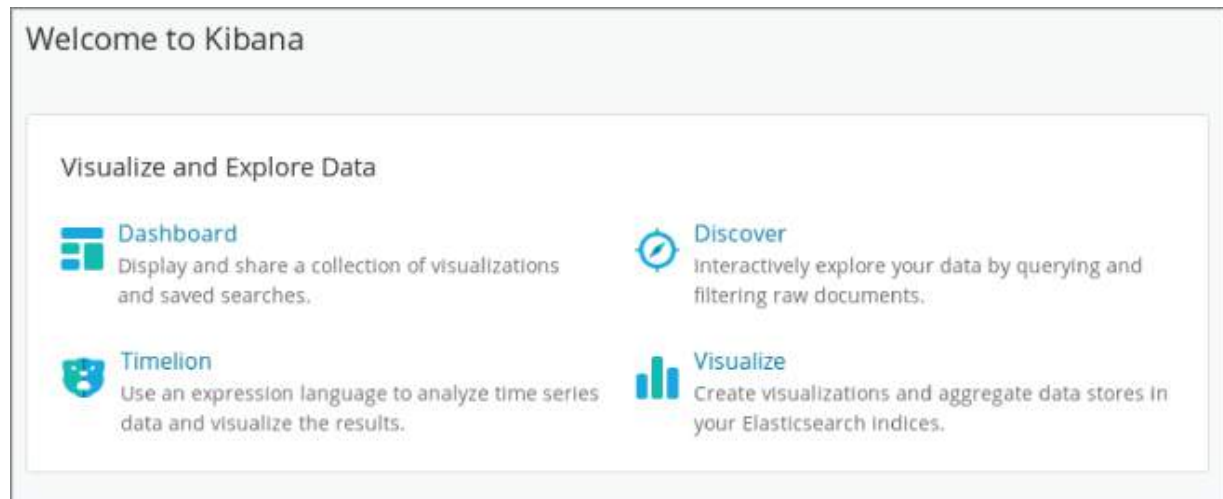 Welcome to Kibana
Visualize and Explore Data
Dashboard
Display and share a collection of visualizations
and saved searches.
Discover
Interactively explore your data by querying and
filtering raw documents.
Timelion
Use an expression language to analyze time series
data and visualize the results.
Visualize
Create visualizations and aggregate data stores in
your Elasticsearch indices.